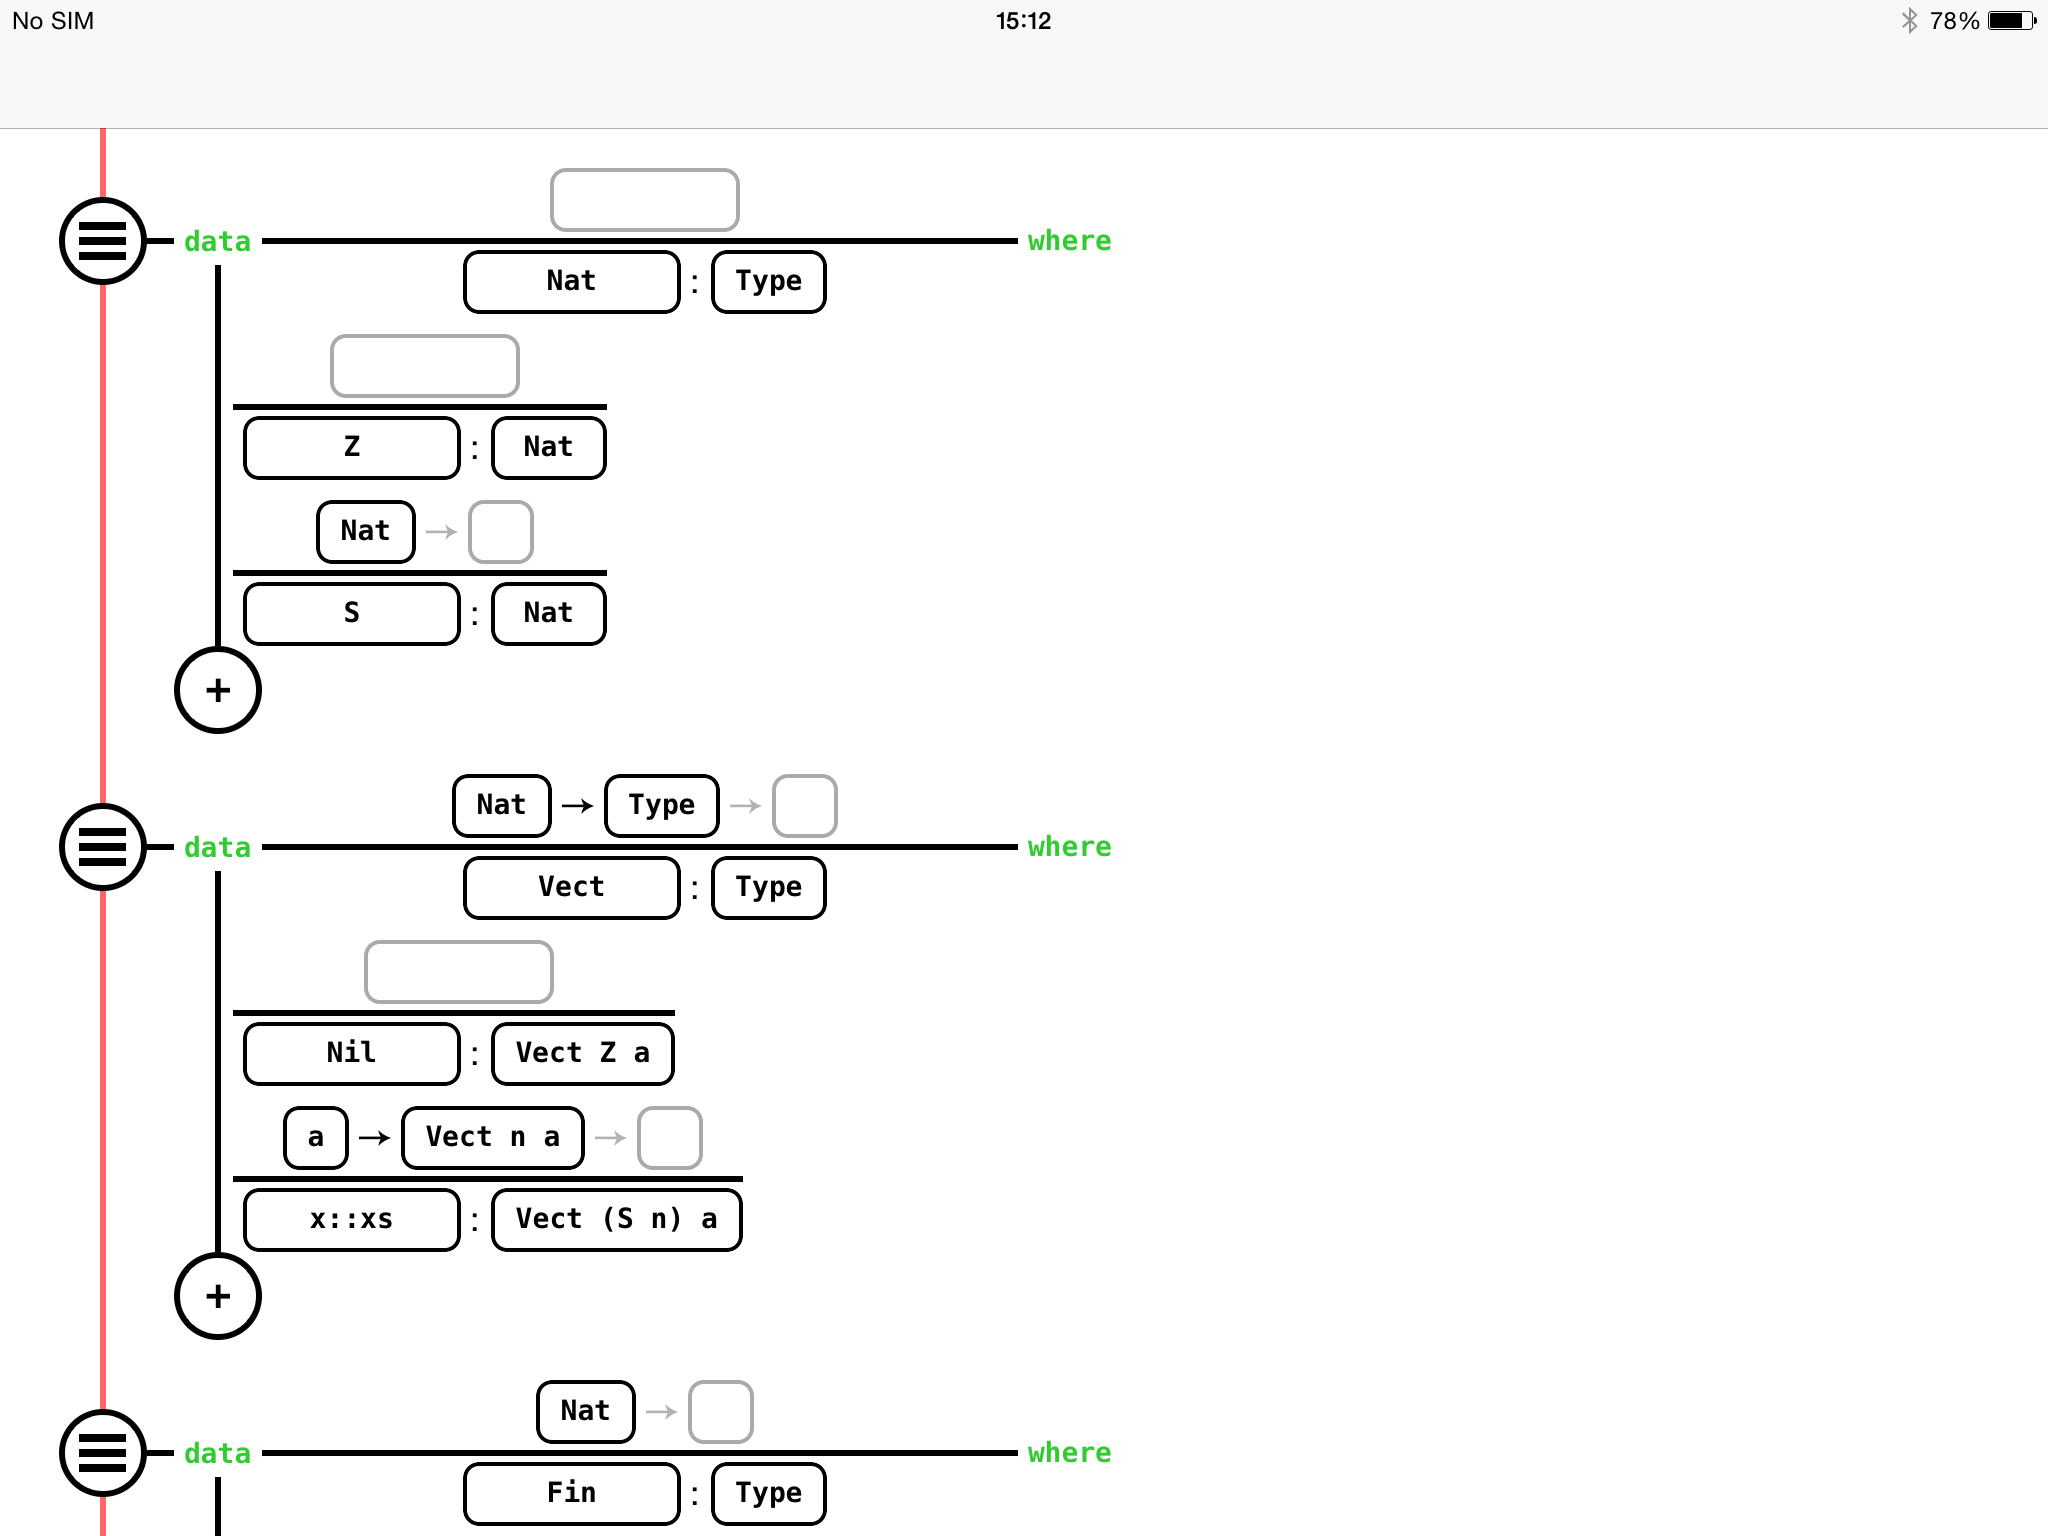 No SIM 15:12 78%
data where
Nat : Type
Z : Nat
Nat →
S : Nat
+
Nat → Type →
data where
Vect : Type
Nil : Vect Z a
a → Vect n a →
x::xs : Vect (S n) a
+
Nat →
data where
Fin : Type